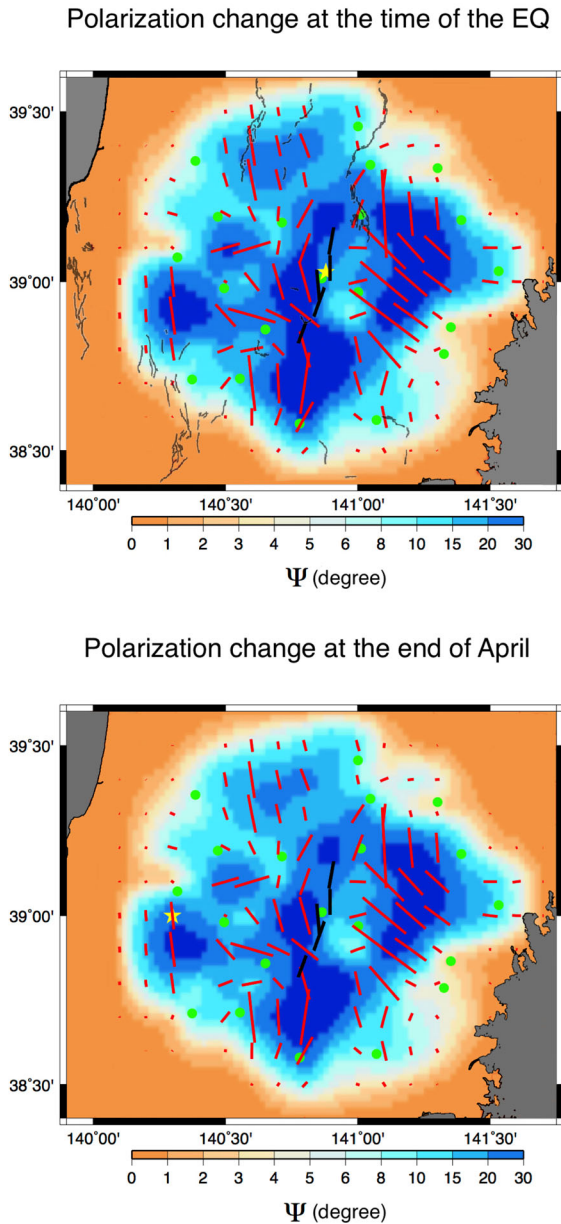 Polarization change at the time of the EQ
39˚30'
39˚00'
38˚30'
140˚00' 140˚30' 141˚00' 141˚30'
0 1 2 3 4 5 6 8 10 15 20 30
Ψ (degree)
Polarization change at the end of April
39˚30'
39˚00'
38˚30'
140˚00' 140˚30' 141˚00' 141˚30'
0 1 2 3 4 5 6 8 10 15 20 30
Ψ (degree)